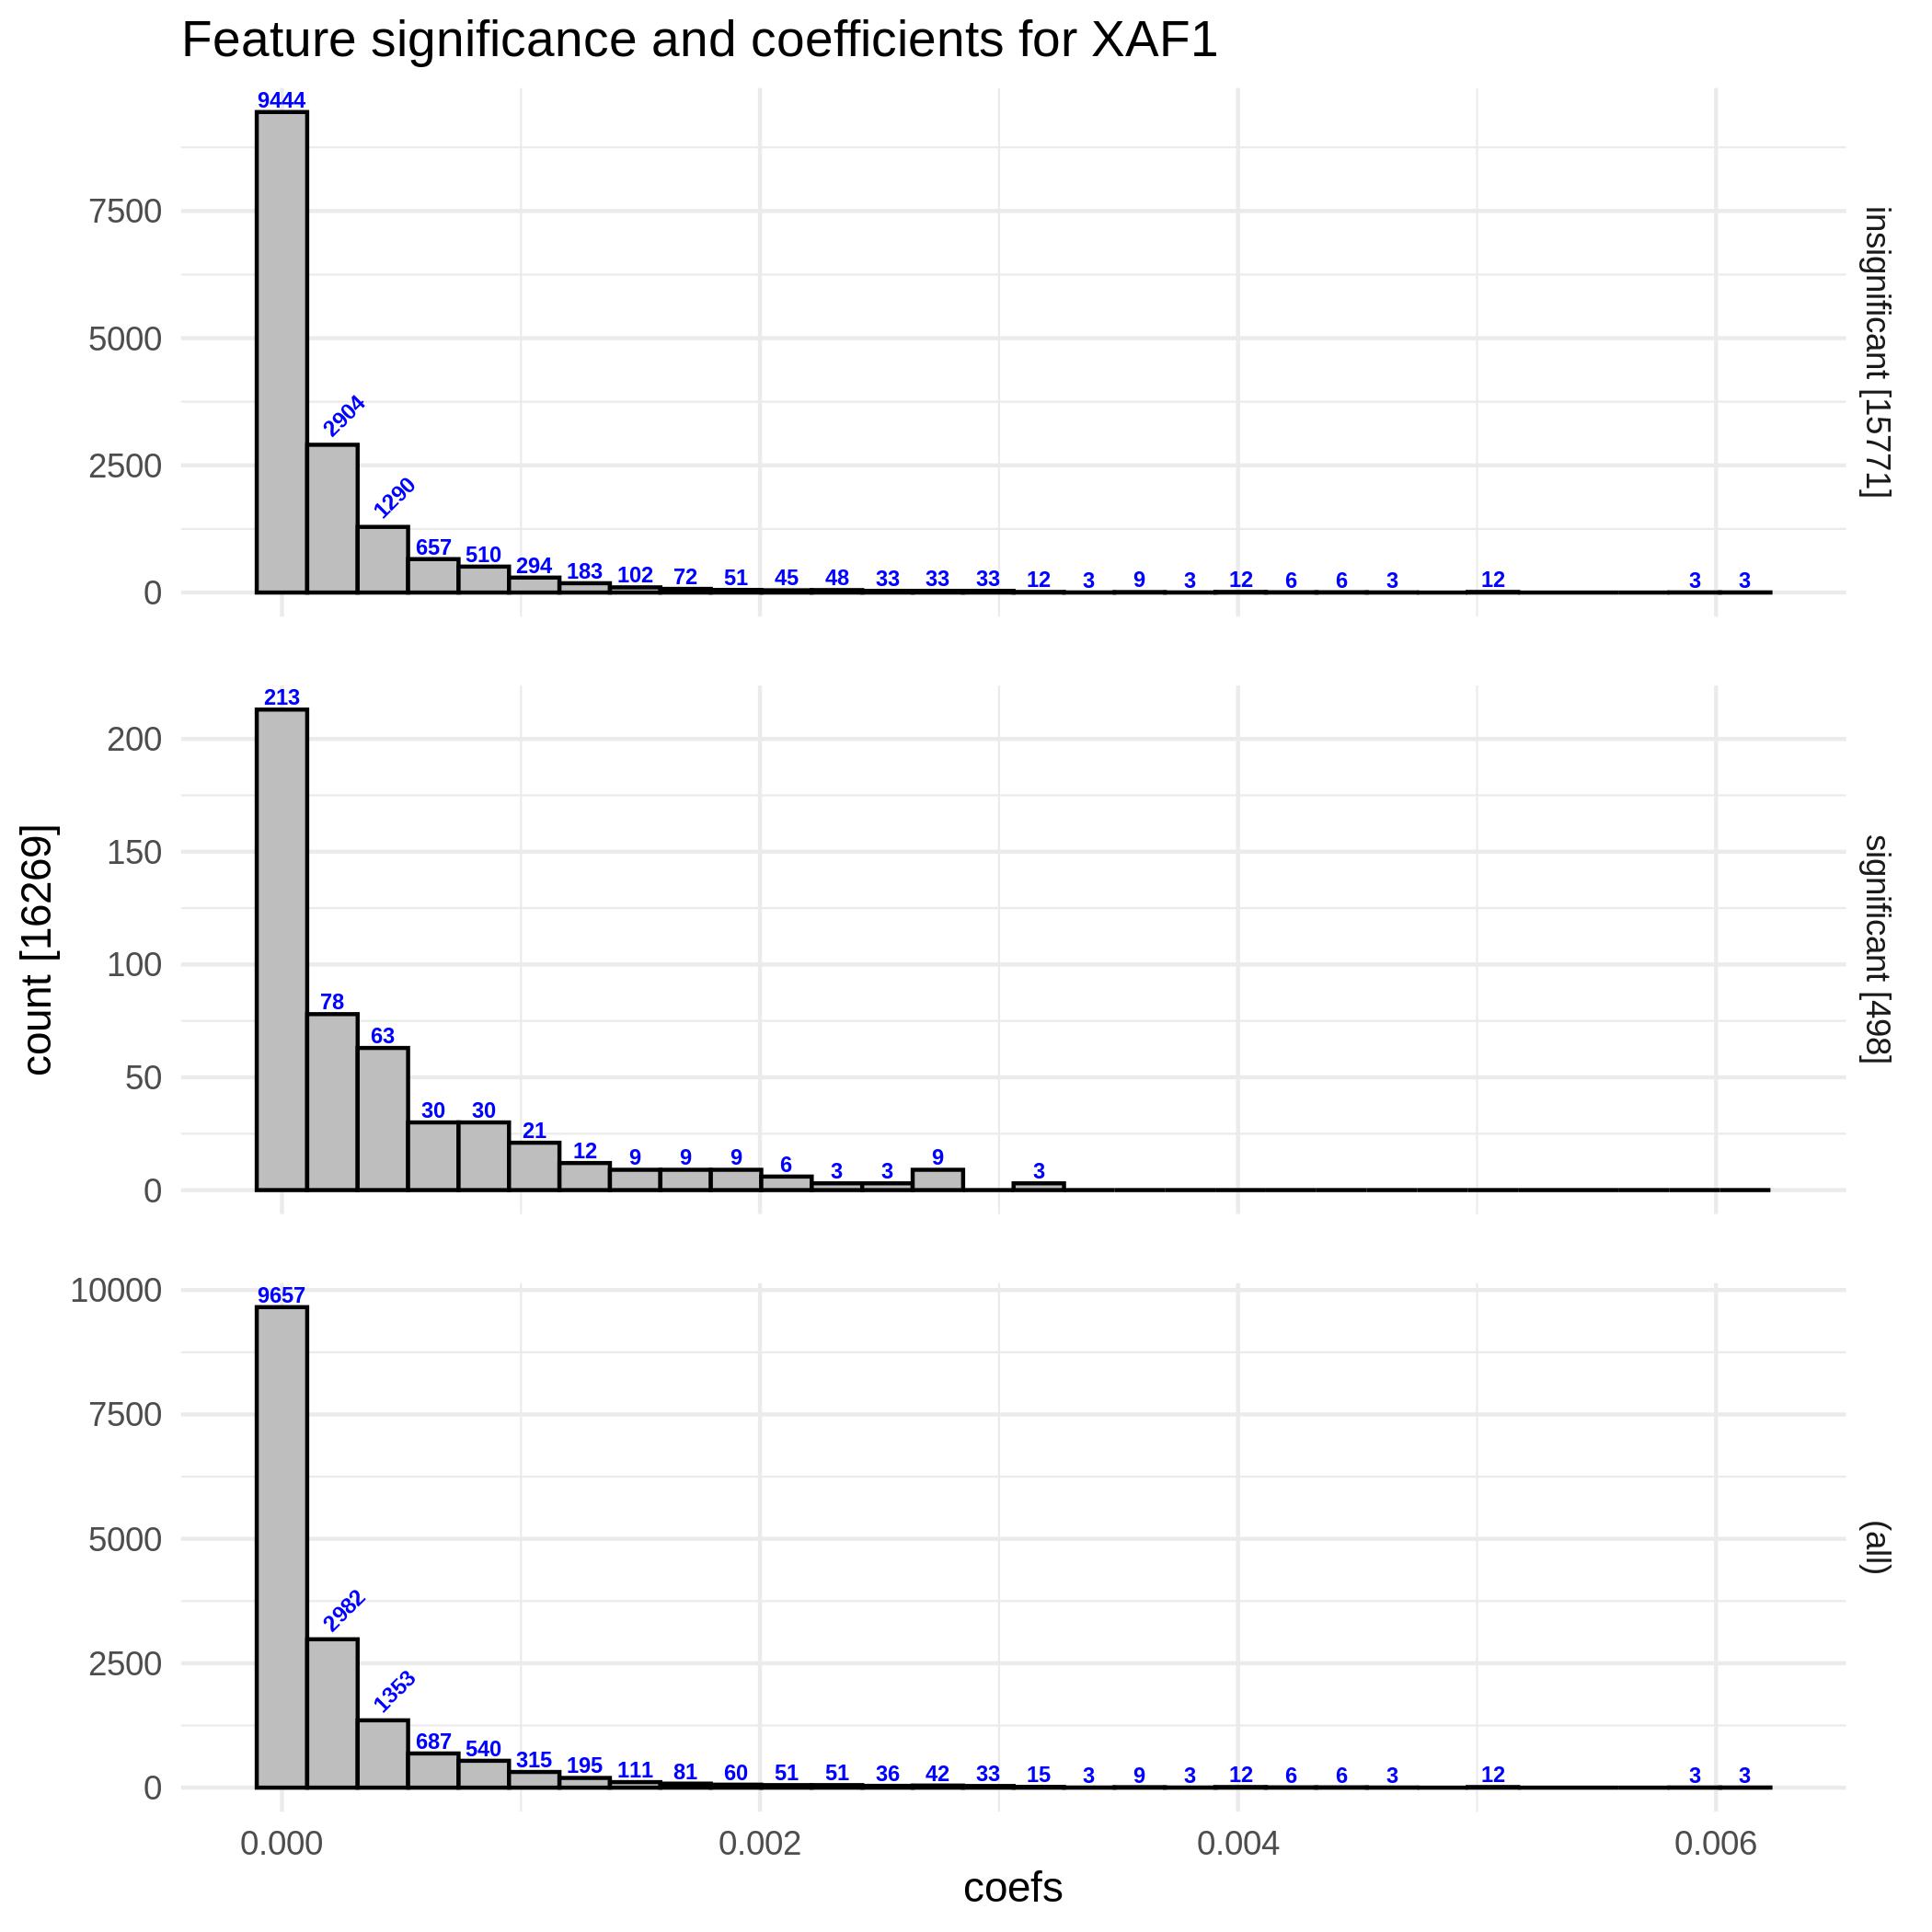 Feature significance and coefficients for XAF1
9444
2904
1290
657 510 294 183 102 72 51 45 48 33 33 33 12 3 9 3 12 6 6 3 12 3 3
7500
5000
2500
0
insignificant [15771]
213
78
63
30 30 21 12 9 9 9 6 3 3 9 3
200
150
100
50
0
significant [498]
count [16269]
9657
2982
1353
687 540 315 195 111 81 60 51 51 36 42 33 15 3 9 3 12 6 6 3 12 3 3
10000
7500
5000
2500
0
(all)
0.000 0.002 0.004 0.006
coefs